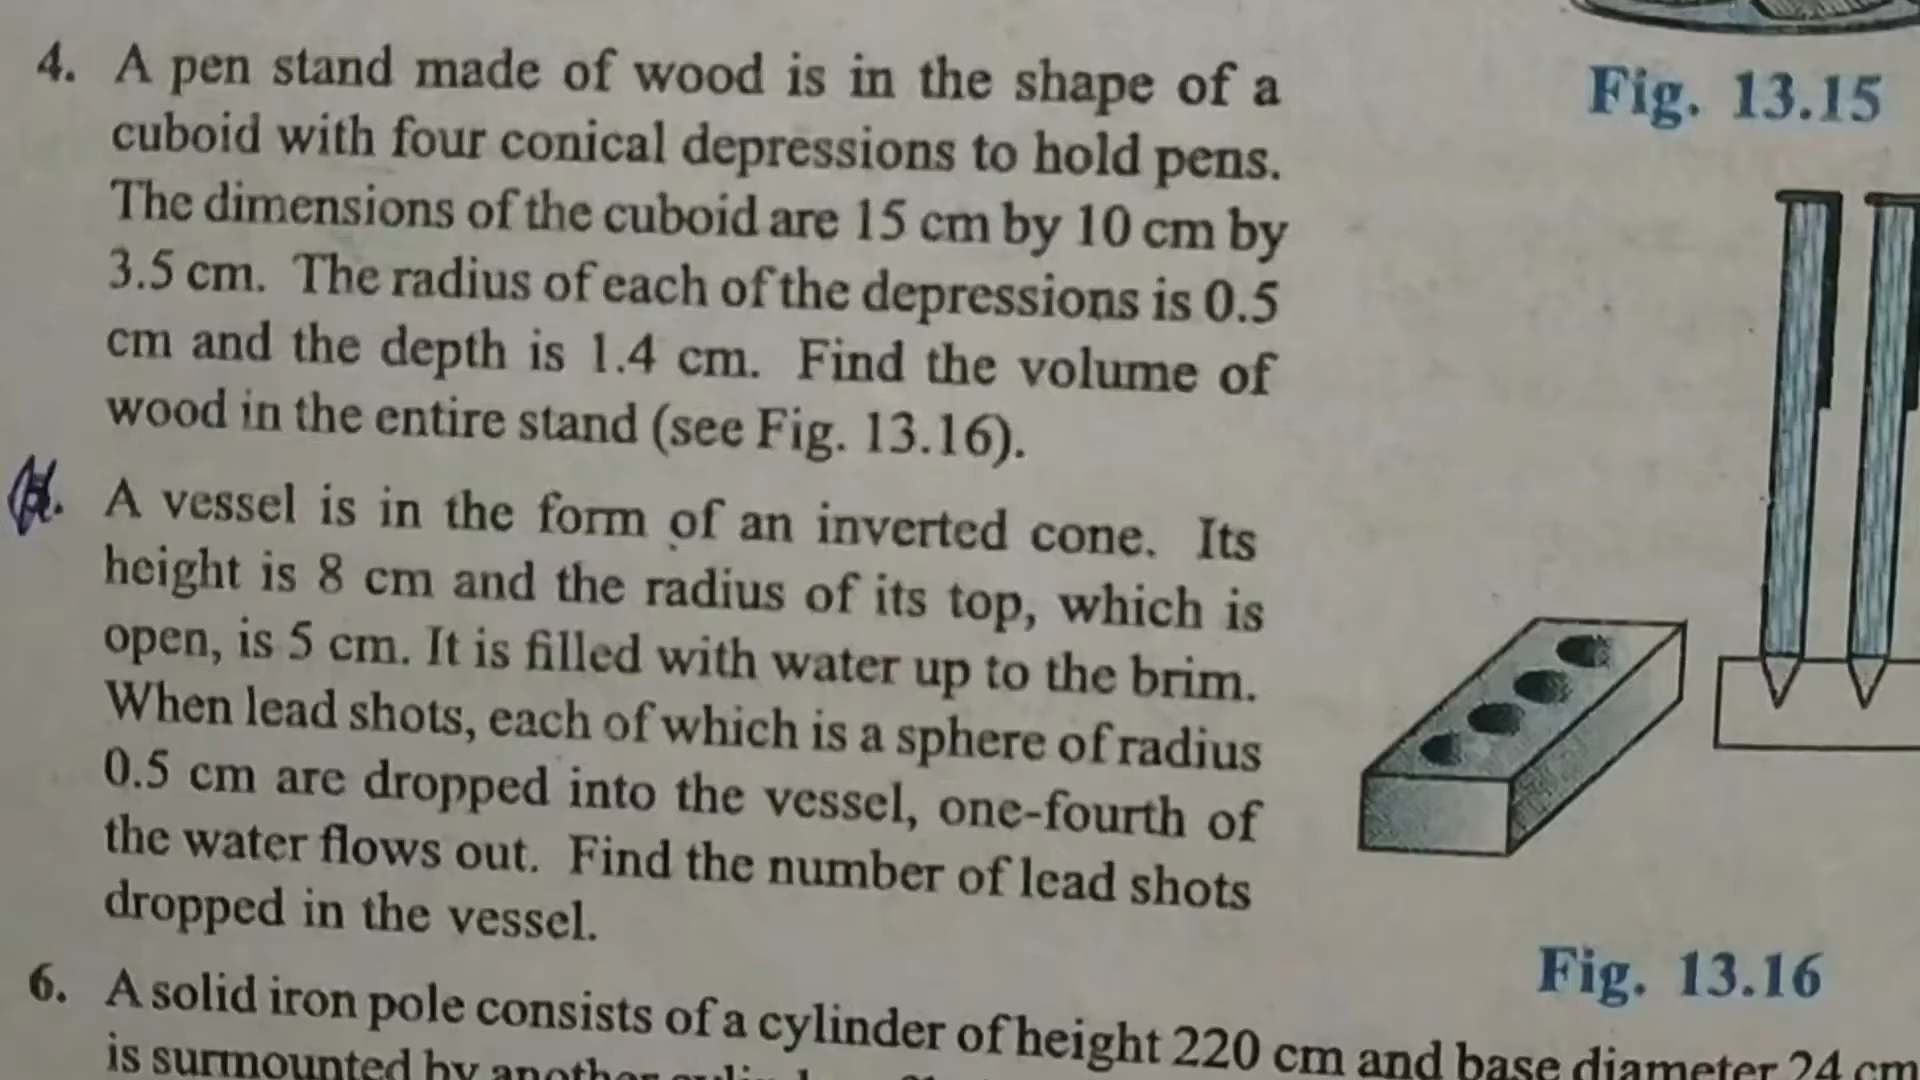 Fig. 13.15
4. A pen stand made of wood is in the shape of a
cuboid with four conical depressions to hold pens.
The dimensions of the cuboid are 15 cm by 10 cm by
3.5 cm. The radius of each of the depressions is 0.5
cm and the depth is 1.4 cm. Find the volume of
wood in the entire stand (see Fig. 13.16).
A vessel is in the form of an inverted cone. Its
height is 8 cm and the radius of its top, which is
open, is 5 cm. It is filled with water up to the brim.
When lead shots, each of which is a sphere of radius
0.5 cm are dropped into the vessel, one-fourth of
the water flows out. Find the number of lead shots
dropped in the vessel.
Fig. 13.16
6. A solid iron pole consists of a cylinder of height 220 cm and base diameter 24 cm
is surmounted by another